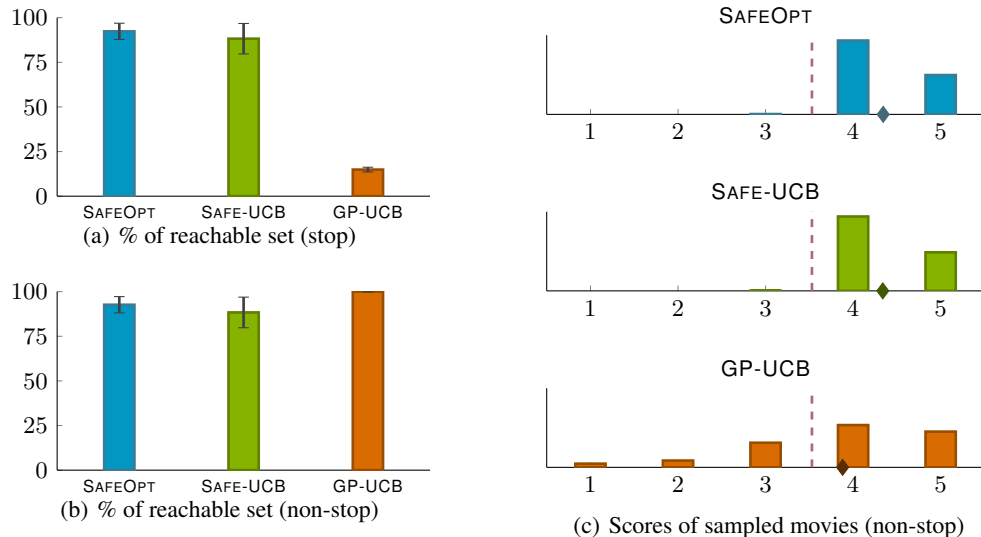 100
75
50
25
0
SAFEOPT SAFE-UCB GP-UCB
(a) % of reachable set (stop)
100
75
50
25
0
SAFEOPT SAFE-UCB GP-UCB
(b) % of reachable set (non-stop)
SAFEOPT
1 2 3 4 5
SAFE-UCB
1 2 3 4 5
GP-UCB
1 2 3 4 5
(c) Scores of sampled movies (non-stop)